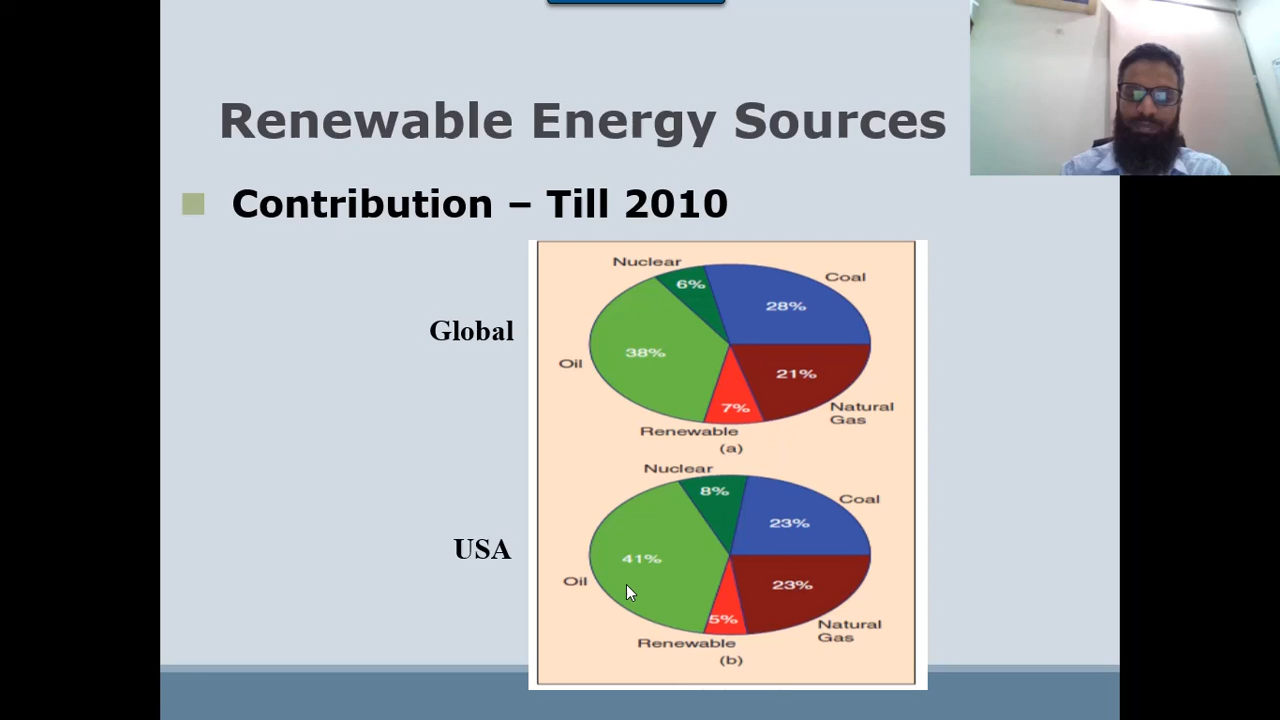 Renewable Energy Sources
Contribution – Till 2010
Global
Nuclear
Coal
6%
28%
Oil
38%
21%
7%
Natural
Gas
Renewable
(a)
USA
Nuclear
8%
Coal
23%
41%
Oil
23%
5%
Natural
Gas
Renewable
(b)